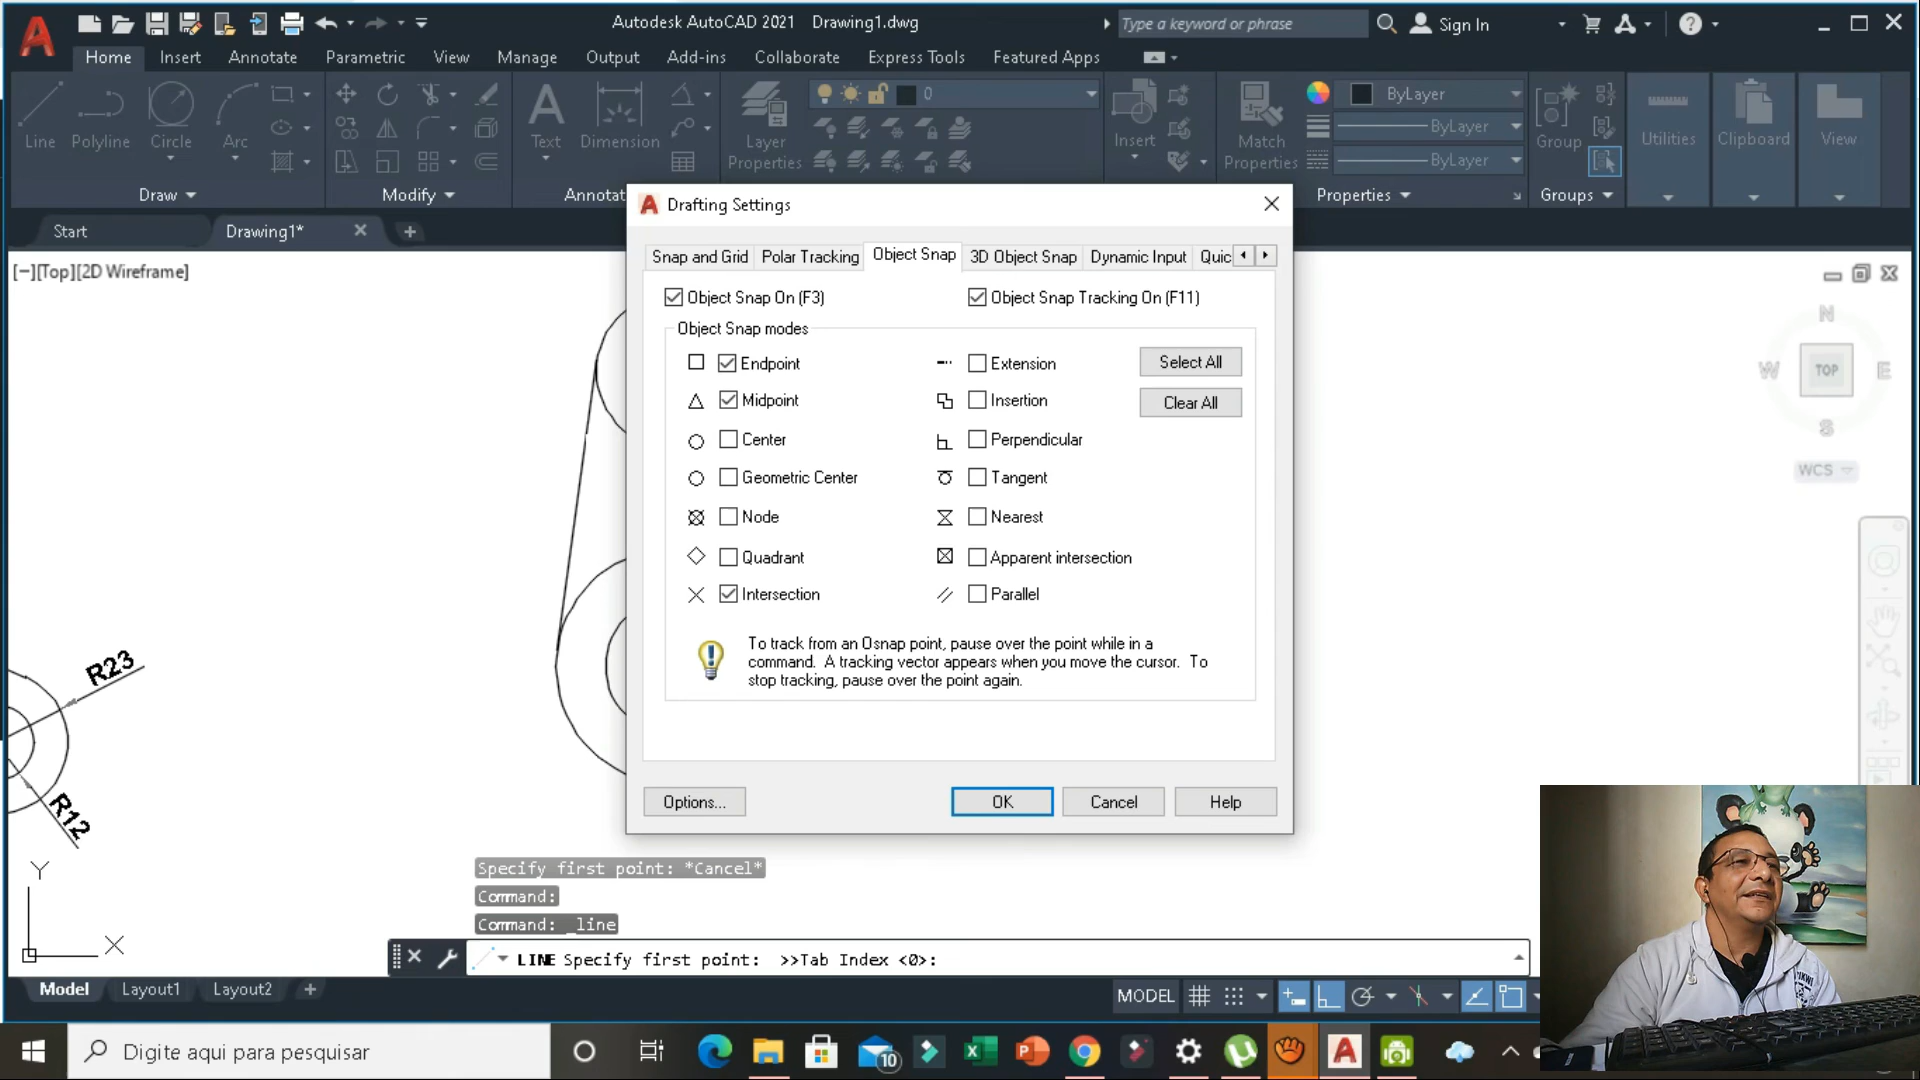 Autodesk AutoCAD 2021 Drawing1.dwg
Type a keyword or phrase
Sign In
Home Insert Annotate Parametric View Manage Output Add-ins Collaborate Express Tools Featured Apps
Line Polyline Circle Arc
Text Dimension
Layer Properties
0
Insert
Match Properties
ByLayer
ByLayer
ByLayer
Group
Utilities
Clipboard
View
Draw
Modify
Annotat
Properties
Groups
Start
Drawing1*
[−][Top][2D Wireframe]
Drafting Settings
Snap and Grid Polar Tracking Object Snap 3D Object Snap Dynamic Input Quic
Object Snap On (F3)
Object Snap Tracking On (F11)
Object Snap modes
Endpoint
Midpoint
Center
Geometric Center
Node
Quadrant
Intersection
Extension
Insertion
Perpendicular
Tangent
Nearest
Apparent intersection
Parallel
Select All
Clear All
To track from an Osnap point, pause over the point while in a
command. A tracking vector appears when you move the cursor. To
stop tracking, pause over the point again.
Options...
OK
Cancel
Help
N
W
TOP
E
S
WCS
R23
R12
Y
X
Specify first point: *Cancel*
Command:
Command: _line
LINE Specify first point: >>Tab Index <0>:
Model Layout1 Layout2
MODEL
Digite aqui para pesquisar
10